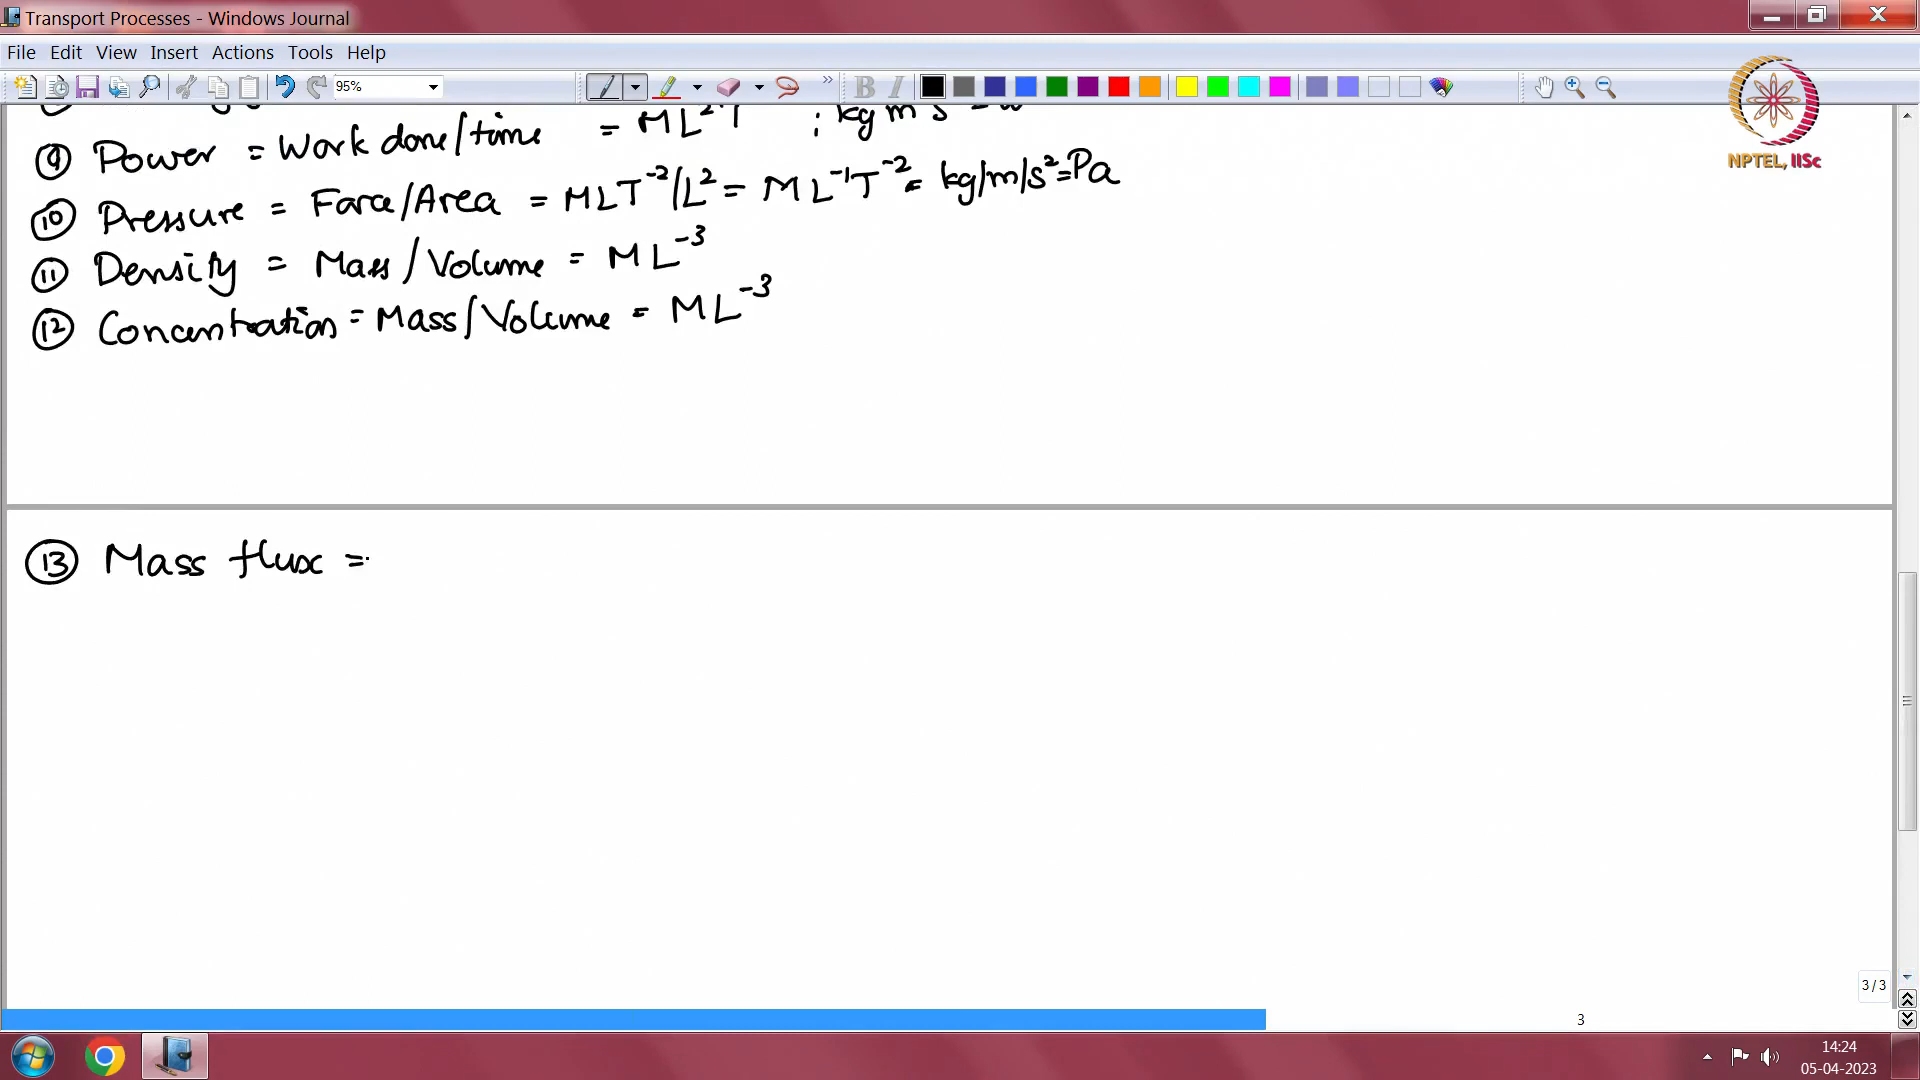 Transport Processes - Windows Journal
File Edit View Insert Actions Tools Help
95%
B I
NPTEL, IISc
⑨ Power = Work done/time = ML²T ; kg m s =
⑩ Pressure = Force/Area = MLT⁻²/L² = ML⁻¹T⁻² = kg/m/s² = Pa
⑪ Density = Mass/Volume = ML⁻³
⑫ Concentration = Mass/Volume = ML⁻³
⑬ Mass flux =
3 / 3
3
14:24
05-04-2023